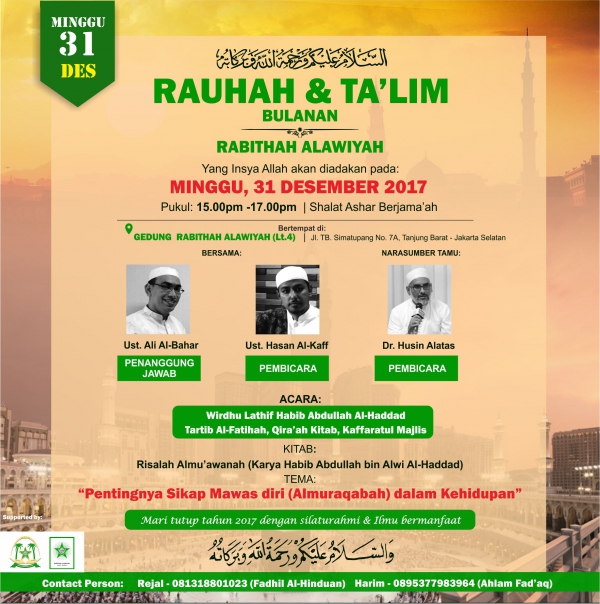 MINGGU
31
DES
السلام عليكم ورحمة الله وبركاته
RAUHAH & TA’LIM
BULANAN
RABITHAH ALAWIYAH
Yang Insya Allah akan diadakan pada:
MINGGU, 31 DESEMBER 2017
Pukul: 15.00pm -17.00pm | Shalat Ashar Berjama’ah
Bertempat di:
GEDUNG RABITHAH ALAWIYAH (Lt.4) | Jl. TB. Simatupang No. 7A, Tanjung Barat - Jakarta Selatan
BERSAMA:
NARASUMBER TAMU:
Ust. Ali Al-Bahar
PENANGGUNG
JAWAB
Ust. Hasan Al-Kaff
PEMBICARA
Dr. Husin Alatas
PEMBICARA
ACARA:
Wirdhu Lathif Habib Abdullah Al-Haddad
Tartib Al-Fatihah, Qira’ah Kitab, Kaffaratul Majlis
KITAB:
Risalah Almu’awanah (Karya Habib Abdullah bin Alwi Al-Haddad)
TEMA:
“Pentingnya Sikap Mawas diri (Almuraqabah) dalam Kehidupan”
Supported by:
Mari tutup tahun 2017 dengan silaturahmi & Ilmu bermanfaat
والسلام عليكم ورحمة الله وبركاته
Contact Person: Rejal - 081318801023 (Fadhil Al-Hinduan) Harim - 0895377983964 (Ahlam Fad’aq)